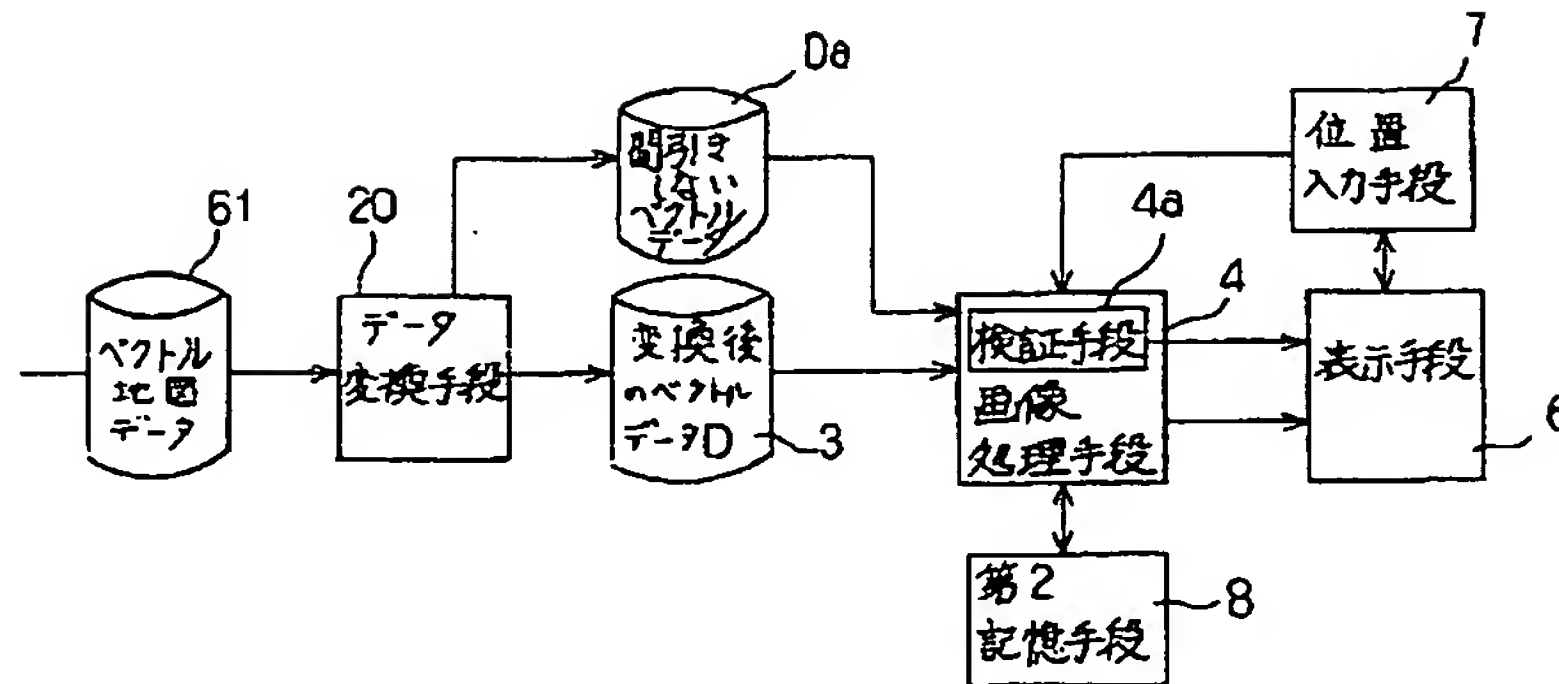 61
ベクトル
地図
データ
20
データ
変換手段
Da
間引き
しない
ベクトル
データ
変換後
のベクトル
データD
3
4a
4
検証手段
画像
処理手段
7
位置
入力手段
表示手段
6
第2
記憶手段
8